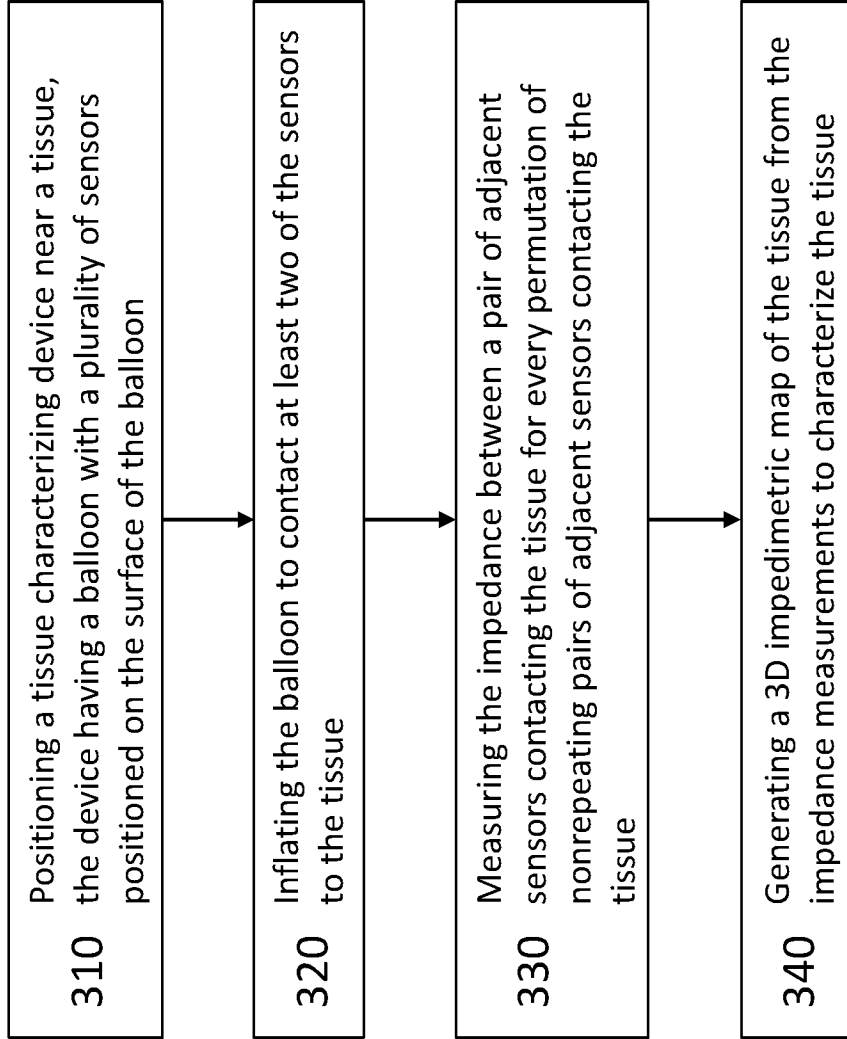 310 Positioning a tissue characterizing device near a tissue,
the device having a balloon with a plurality of sensors
positioned on the surface of the balloon
320 Inflating the balloon to contact at least two of the sensors
to the tissue
330 Measuring the impedance between a pair of adjacent
sensors contacting the tissue for every permutation of
nonrepeating pairs of adjacent sensors contacting the
tissue
340 Generating a 3D impedimetric map of the tissue from the
impedance measurements to characterize the tissue